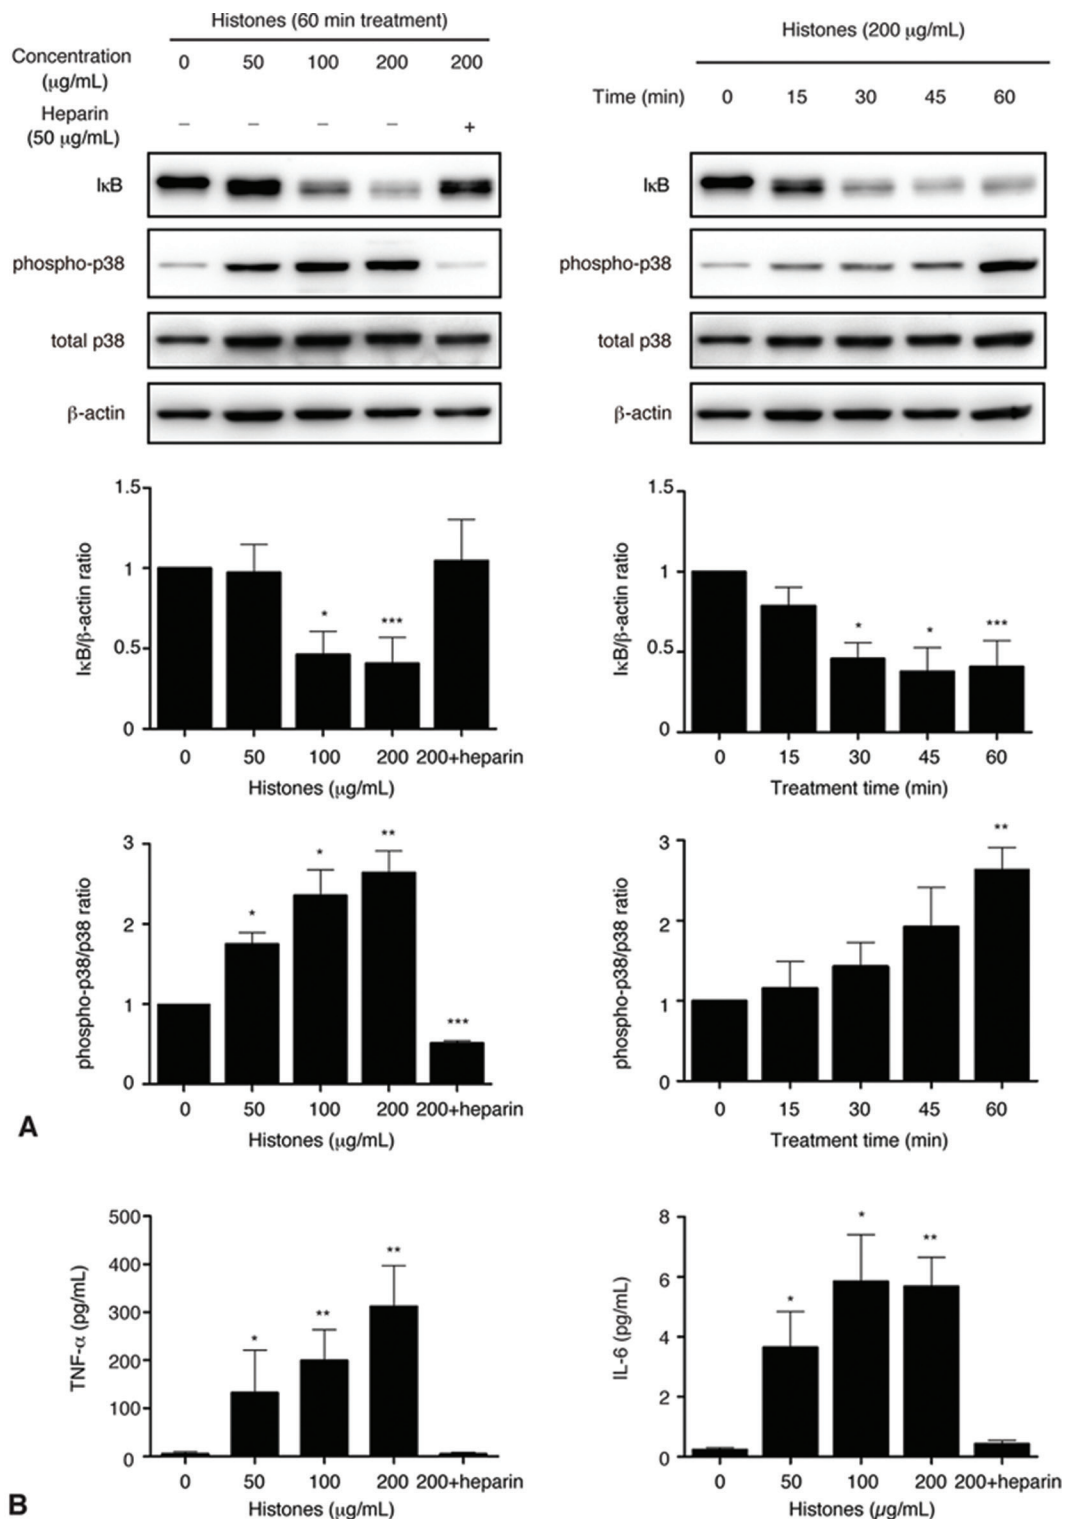 Histones (60 min treatment)
Concentration 0 50 100 200 200
(μg/mL)
Heparin
(50 μg/mL) – – – – +
IκB
phospho-p38
total p38
β-actin
Histones (200 μg/mL)
Time (min) 0 15 30 45 60
IκB
phospho-p38
total p38
β-actin
1.5
1
0.5
0
IκB/β-actin ratio
* ***
0 50 100 200 200+heparin
Histones (μg/mL)
1.5
1
0.5
0
IκB/β-actin ratio
* * ***
0 15 30 45 60
Treatment time (min)
3
2
1
0
phospho-p38/p38 ratio
* * ** ***
0 50 100 200 200+heparin
Histones (μg/mL)
3
2
1
0
phospho-p38/p38 ratio
**
0 15 30 45 60
Treatment time (min)
A
500
400
300
200
100
0
TNF-α (pg/mL)
* ** **
0 50 100 200 200+heparin
Histones (μg/mL)
8
6
4
2
0
IL-6 (pg/mL)
* * **
0 50 100 200 200+heparin
Histones (μg/mL)
B